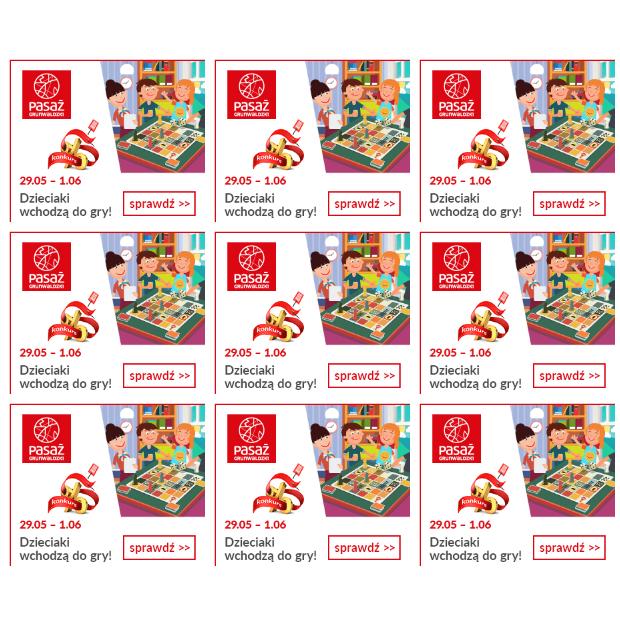 PASAŻ
GRUNWALDZKI
konkurs
29.05 – 1.06
Dzieciaki
wchodzą do gry!
sprawdź >>
PASAŻ
GRUNWALDZKI
konkurs
29.05 – 1.06
Dzieciaki
wchodzą do gry!
sprawdź >>
PASAŻ
GRUNWALDZKI
konkurs
29.05 – 1.06
Dzieciaki
wchodzą do gry!
sprawdź >>
PASAŻ
GRUNWALDZKI
konkurs
29.05 – 1.06
Dzieciaki
wchodzą do gry!
sprawdź >>
PASAŻ
GRUNWALDZKI
konkurs
29.05 – 1.06
Dzieciaki
wchodzą do gry!
sprawdź >>
PASAŻ
GRUNWALDZKI
konkurs
29.05 – 1.06
Dzieciaki
wchodzą do gry!
sprawdź >>
PASAŻ
GRUNWALDZKI
konkurs
29.05 – 1.06
Dzieciaki
wchodzą do gry!
sprawdź >>
PASAŻ
GRUNWALDZKI
konkurs
29.05 – 1.06
Dzieciaki
wchodzą do gry!
sprawdź >>
PASAŻ
GRUNWALDZKI
konkurs
29.05 – 1.06
Dzieciaki
wchodzą do gry!
sprawdź >>